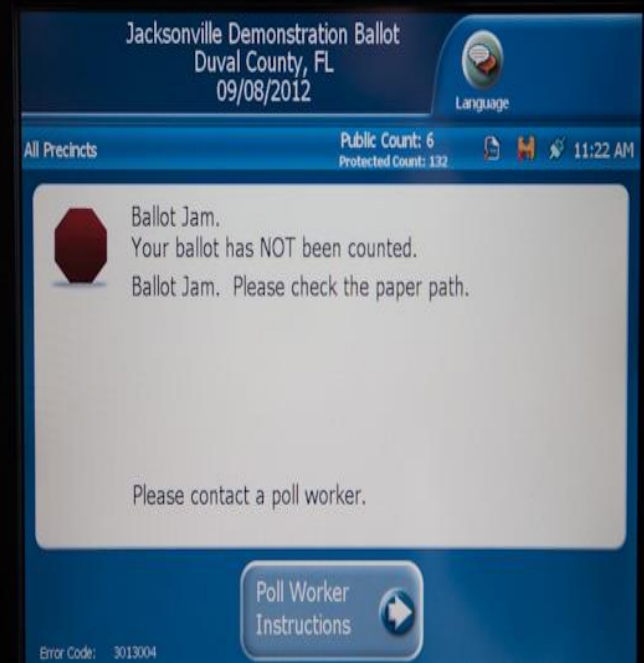 Jacksonville Demonstration Ballot
Duval County, FL
09/08/2012
Language
All Precincts
Public Count: 6
Protected Count: 132
11:22 AM
Ballot Jam.
Your ballot has NOT been counted.
Ballot Jam. Please check the paper path.
Please contact a poll worker.
Poll Worker
Instructions
Error Code: 3013004